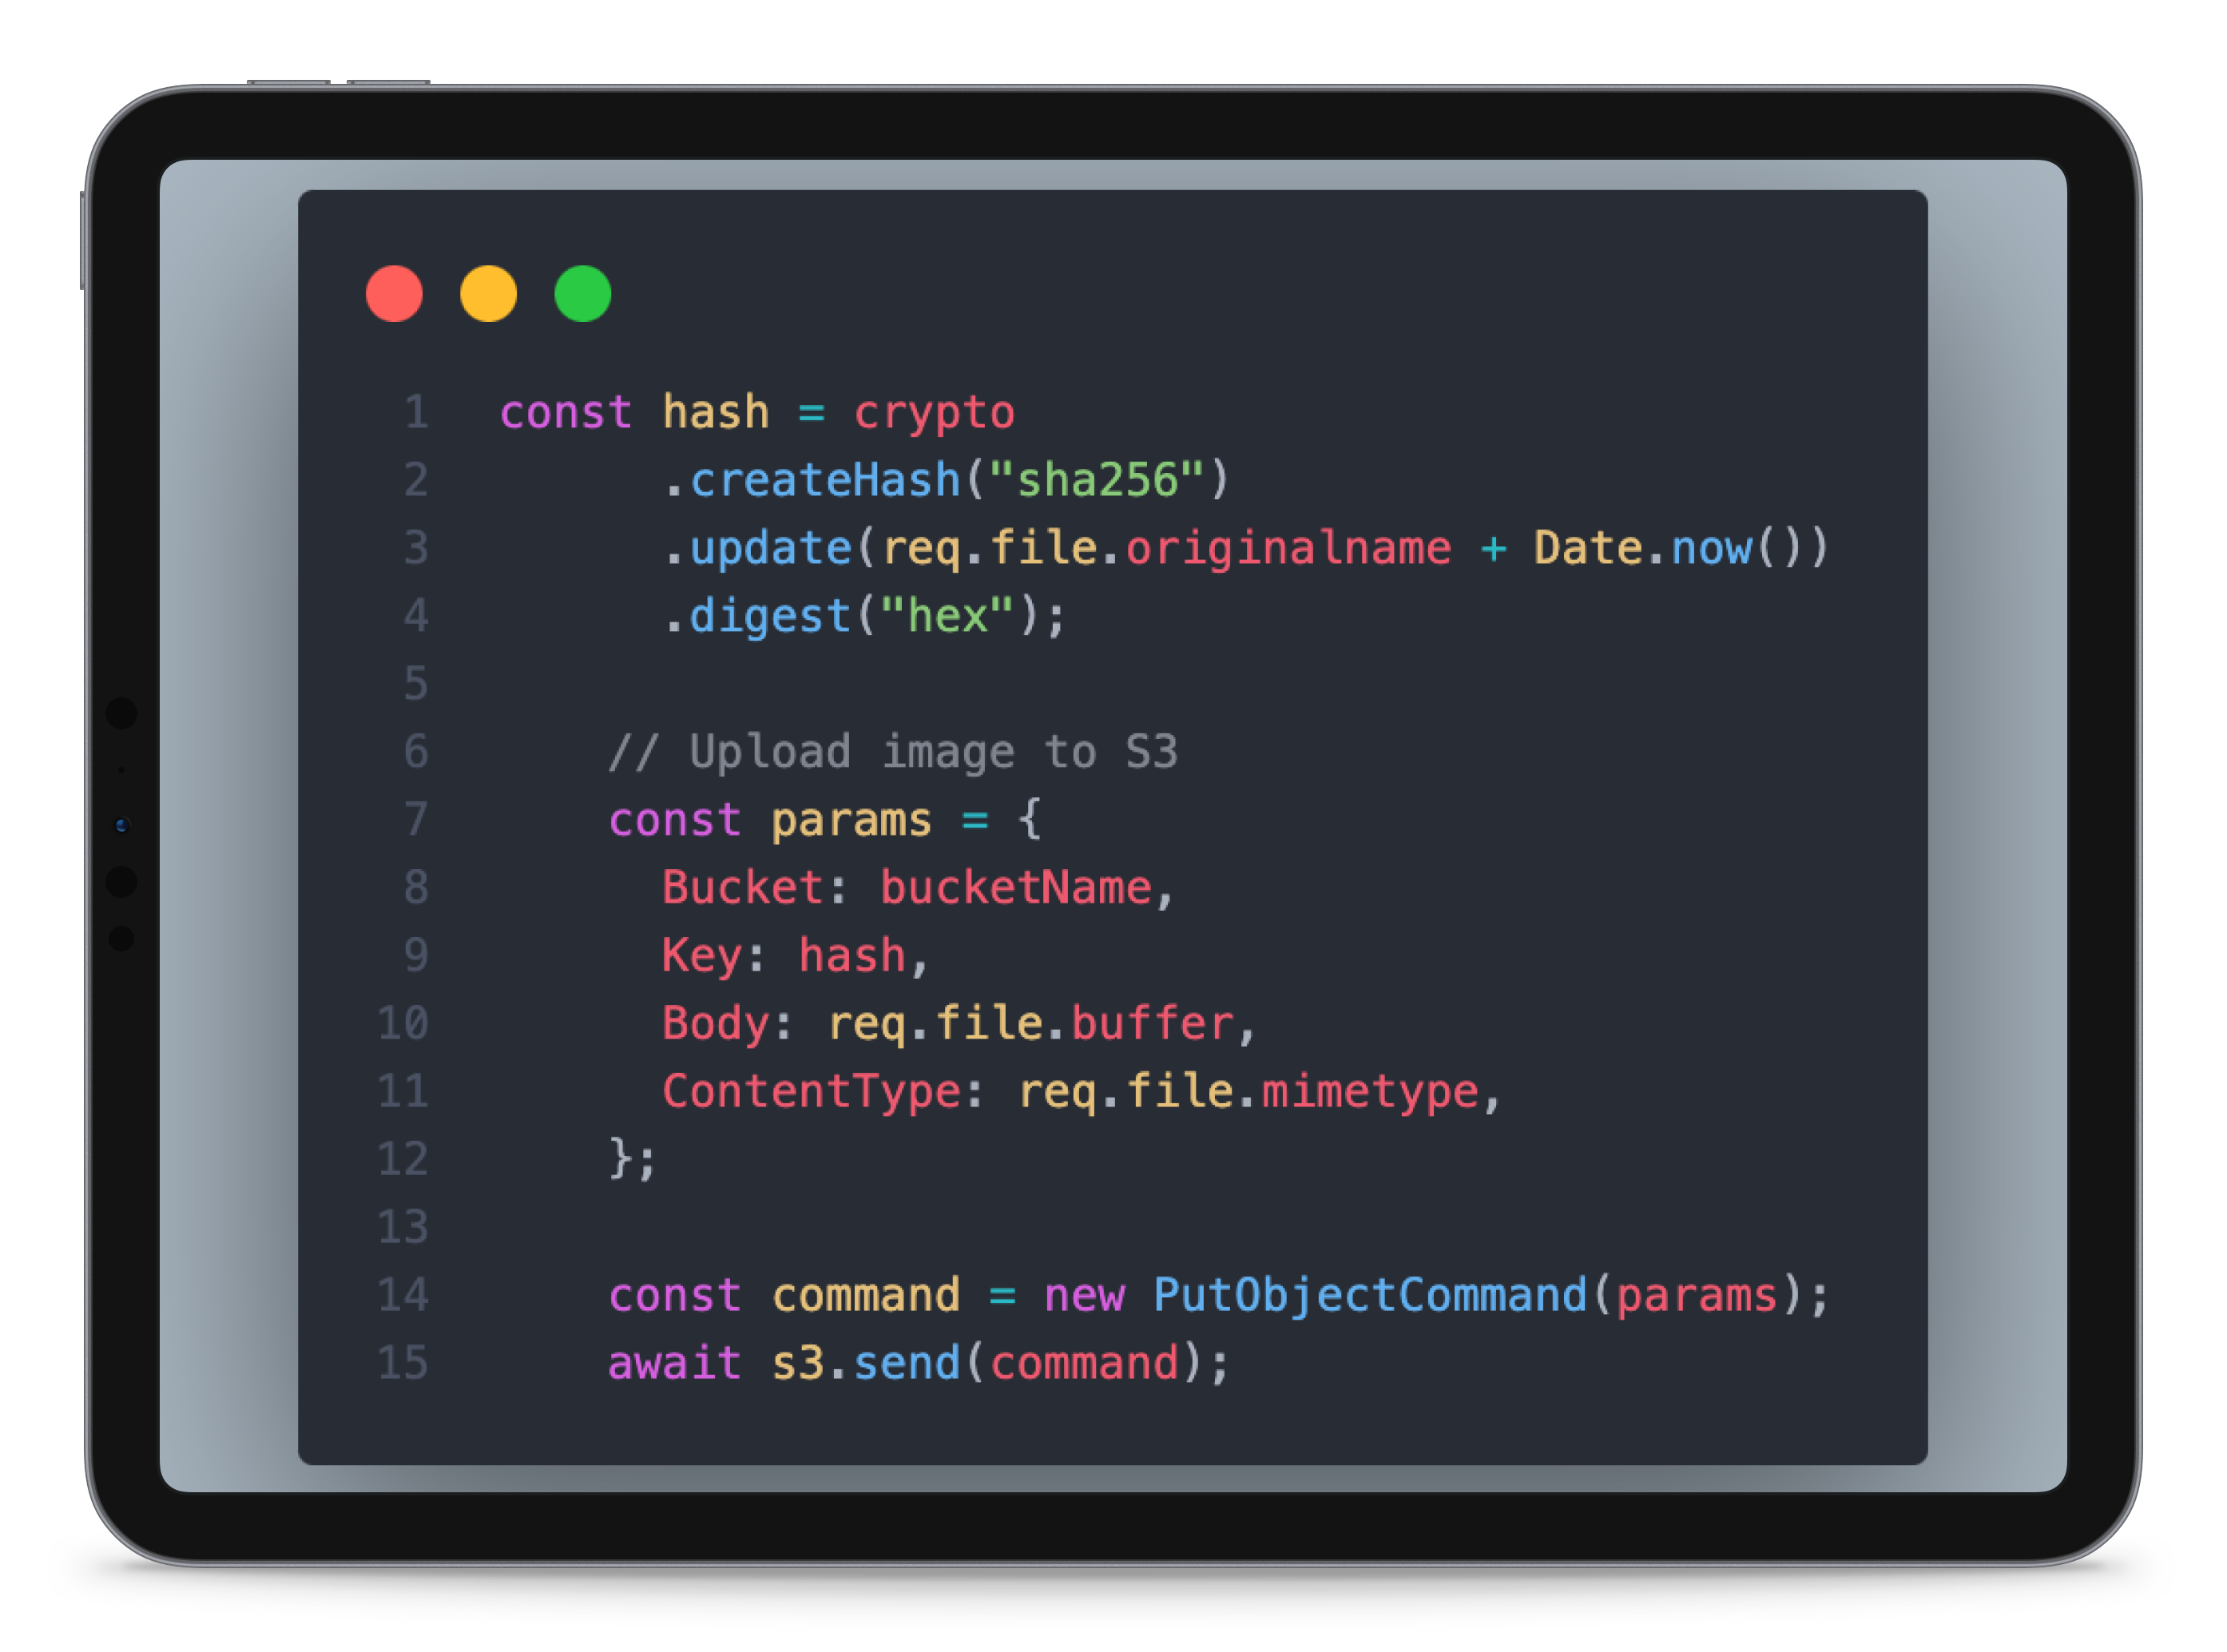 1 const hash = crypto
2 .createHash("sha256")
3 .update(req.file.originalname + Date.now())
4 .digest("hex");
5
6 // Upload image to S3
7 const params = {
8 Bucket: bucketName,
9 Key: hash,
10 Body: req.file.buffer,
11 ContentType: req.file.mimetype,
12 };
13
14 const command = new PutObjectCommand(params);
15 await s3.send(command);